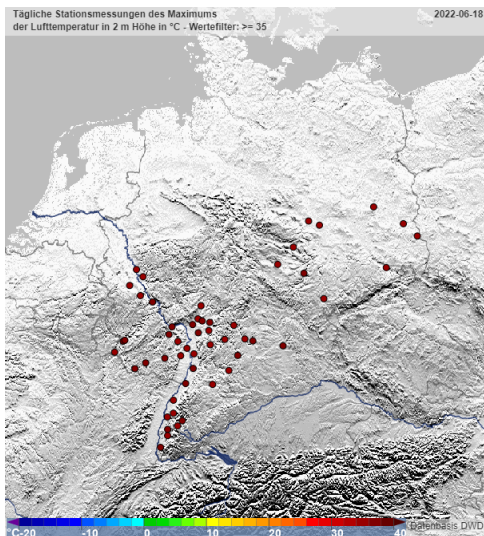 Tägliche Stationsmessungen des Maximums
2022-06-18
der Lufttemperatur in 2 m Höhe in °C - Wertefilter: >= 35
Datenbasis DWD
C-20 -10 0 10 20 30 40